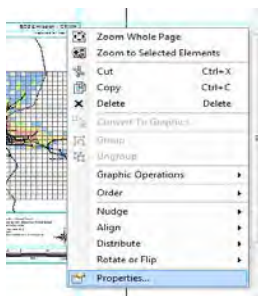 Zoom Whole Page
Zoom to Selected Elements
Cut Ctrl+X
Copy Ctrl+C
Delete Delete
Convert To Graphics
Group
Ungroup
Graphic Operations
Order
Nudge
Align
Distribute
Rotate or Flip
Properties...